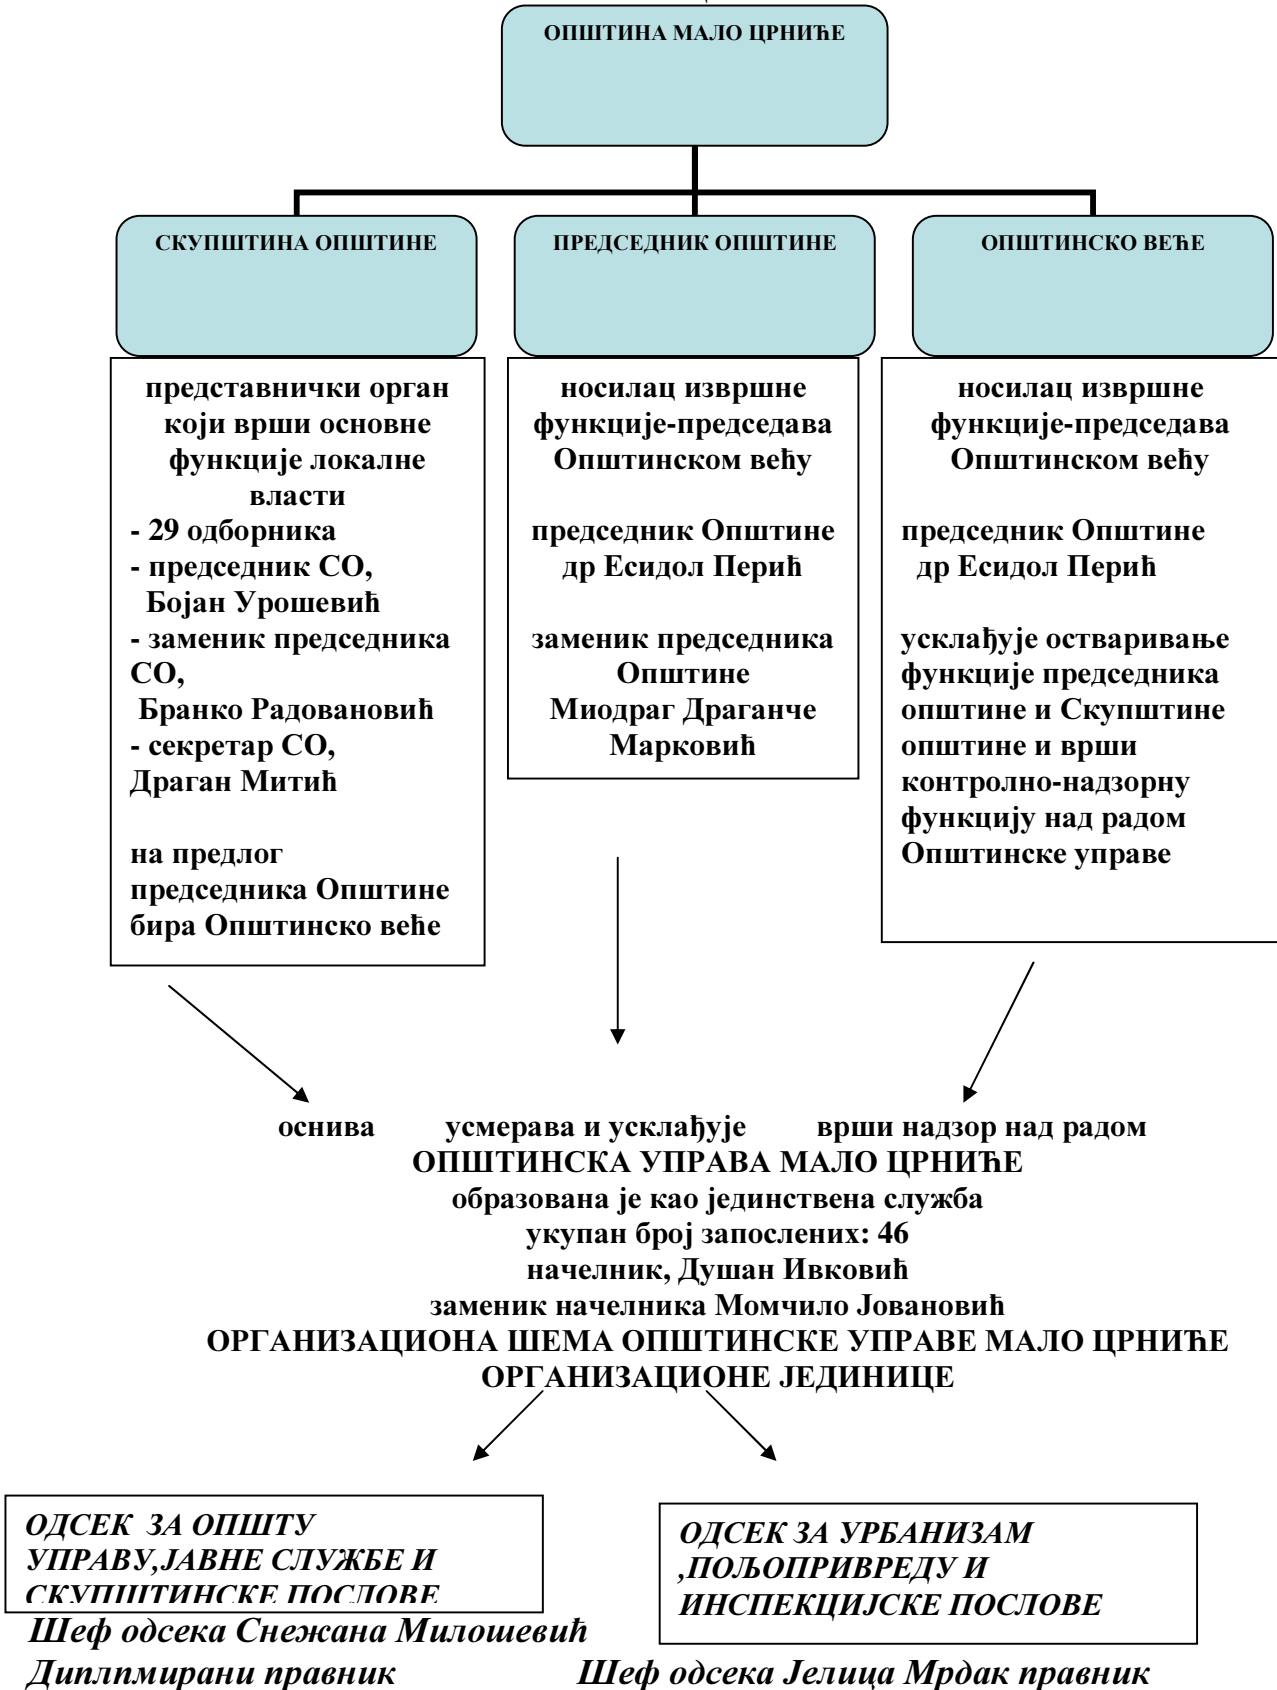 ОПШТИНА МАЛО ЦРНИЋЕ
СКУПШТИНА ОПШТИНЕ
ПРЕДСЕДНИК ОПШТИНЕ
ОПШТИНСКО ВЕЋЕ
представнички орган
који врши основне
функције локалне
власти
- 29 одборника
- председник СО,
Бојан Урошевић
- заменик председника
СО,
Бранко Радовановић
- секретар СО,
Драган Митић
на предлог
председника Општине
бира Општинско веће
носилац извршне
функције-председава
Општинском већу
председник Општине
др Есидол Перић
заменик председника
Општине
Миодраг Драганче
Марковић
носилац извршне
функције-председава
Општинском већу
председник Општине
др Есидол Перић
усклађује остваривање
функције председника
општине и Скупштине
општине и врши
контролно-надзорну
функцију над радом
Општинске управе
оснива усмерава и усклађује врши надзор над радом
ОПШТИНСКА УПРАВА МАЛО ЦРНИЋЕ
образована је као јединствена служба
укупан број запослених: 46
начелник, Душан Ивковић
заменик начелника Момчило Јовановић
ОРГАНИЗАЦИОНА ШЕМА ОПШТИНСКЕ УПРАВЕ МАЛО ЦРНИЋЕ
ОРГАНИЗАЦИОНЕ ЈЕДИНИЦЕ
ОДСЕК ЗА ОПШТУ
УПРАВУ,ЈАВНЕ СЛУЖБЕ И
СКУПШТИНСКЕ ПОСЛОВЕ
ОДСЕК ЗА УРБАНИЗАМ
,ПОЉОПРИВРЕДУ И
ИНСПЕКЦИЈСКЕ ПОСЛОВЕ
Шеф одсека Снежана Милошевић
Диплпмирани правник Шеф одсека Јелица Мрдак правник